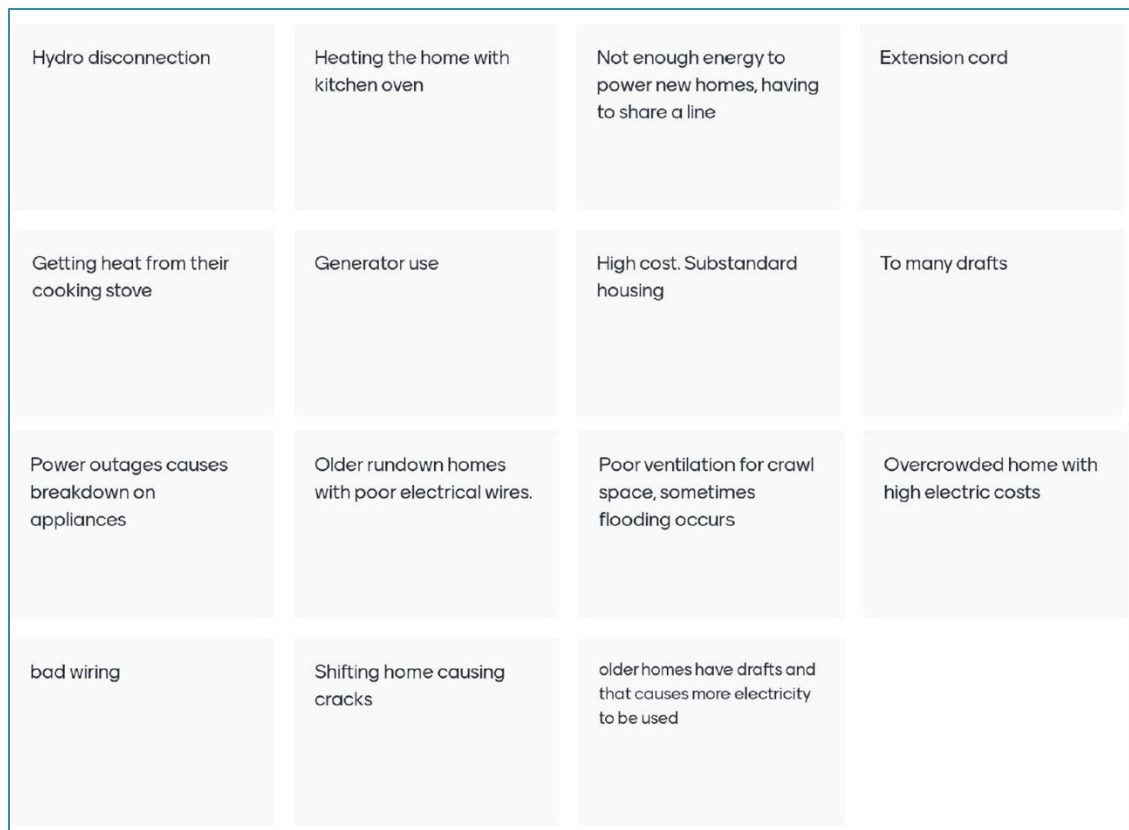 Hydro disconnection
Heating the home with
kitchen oven
Not enough energy to
power new homes, having
to share a line
Extension cord
Getting heat from their
cooking stove
Generator use
High cost. Substandard
housing
To many drafts
Power outages causes
breakdown on
appliances
Older rundown homes
with poor electrical wires.
Poor ventilation for crawl
space, sometimes
flooding occurs
Overcrowded home with
high electric costs
bad wiring
Shifting home causing
cracks
older homes have drafts and
that causes more electricity
to be used